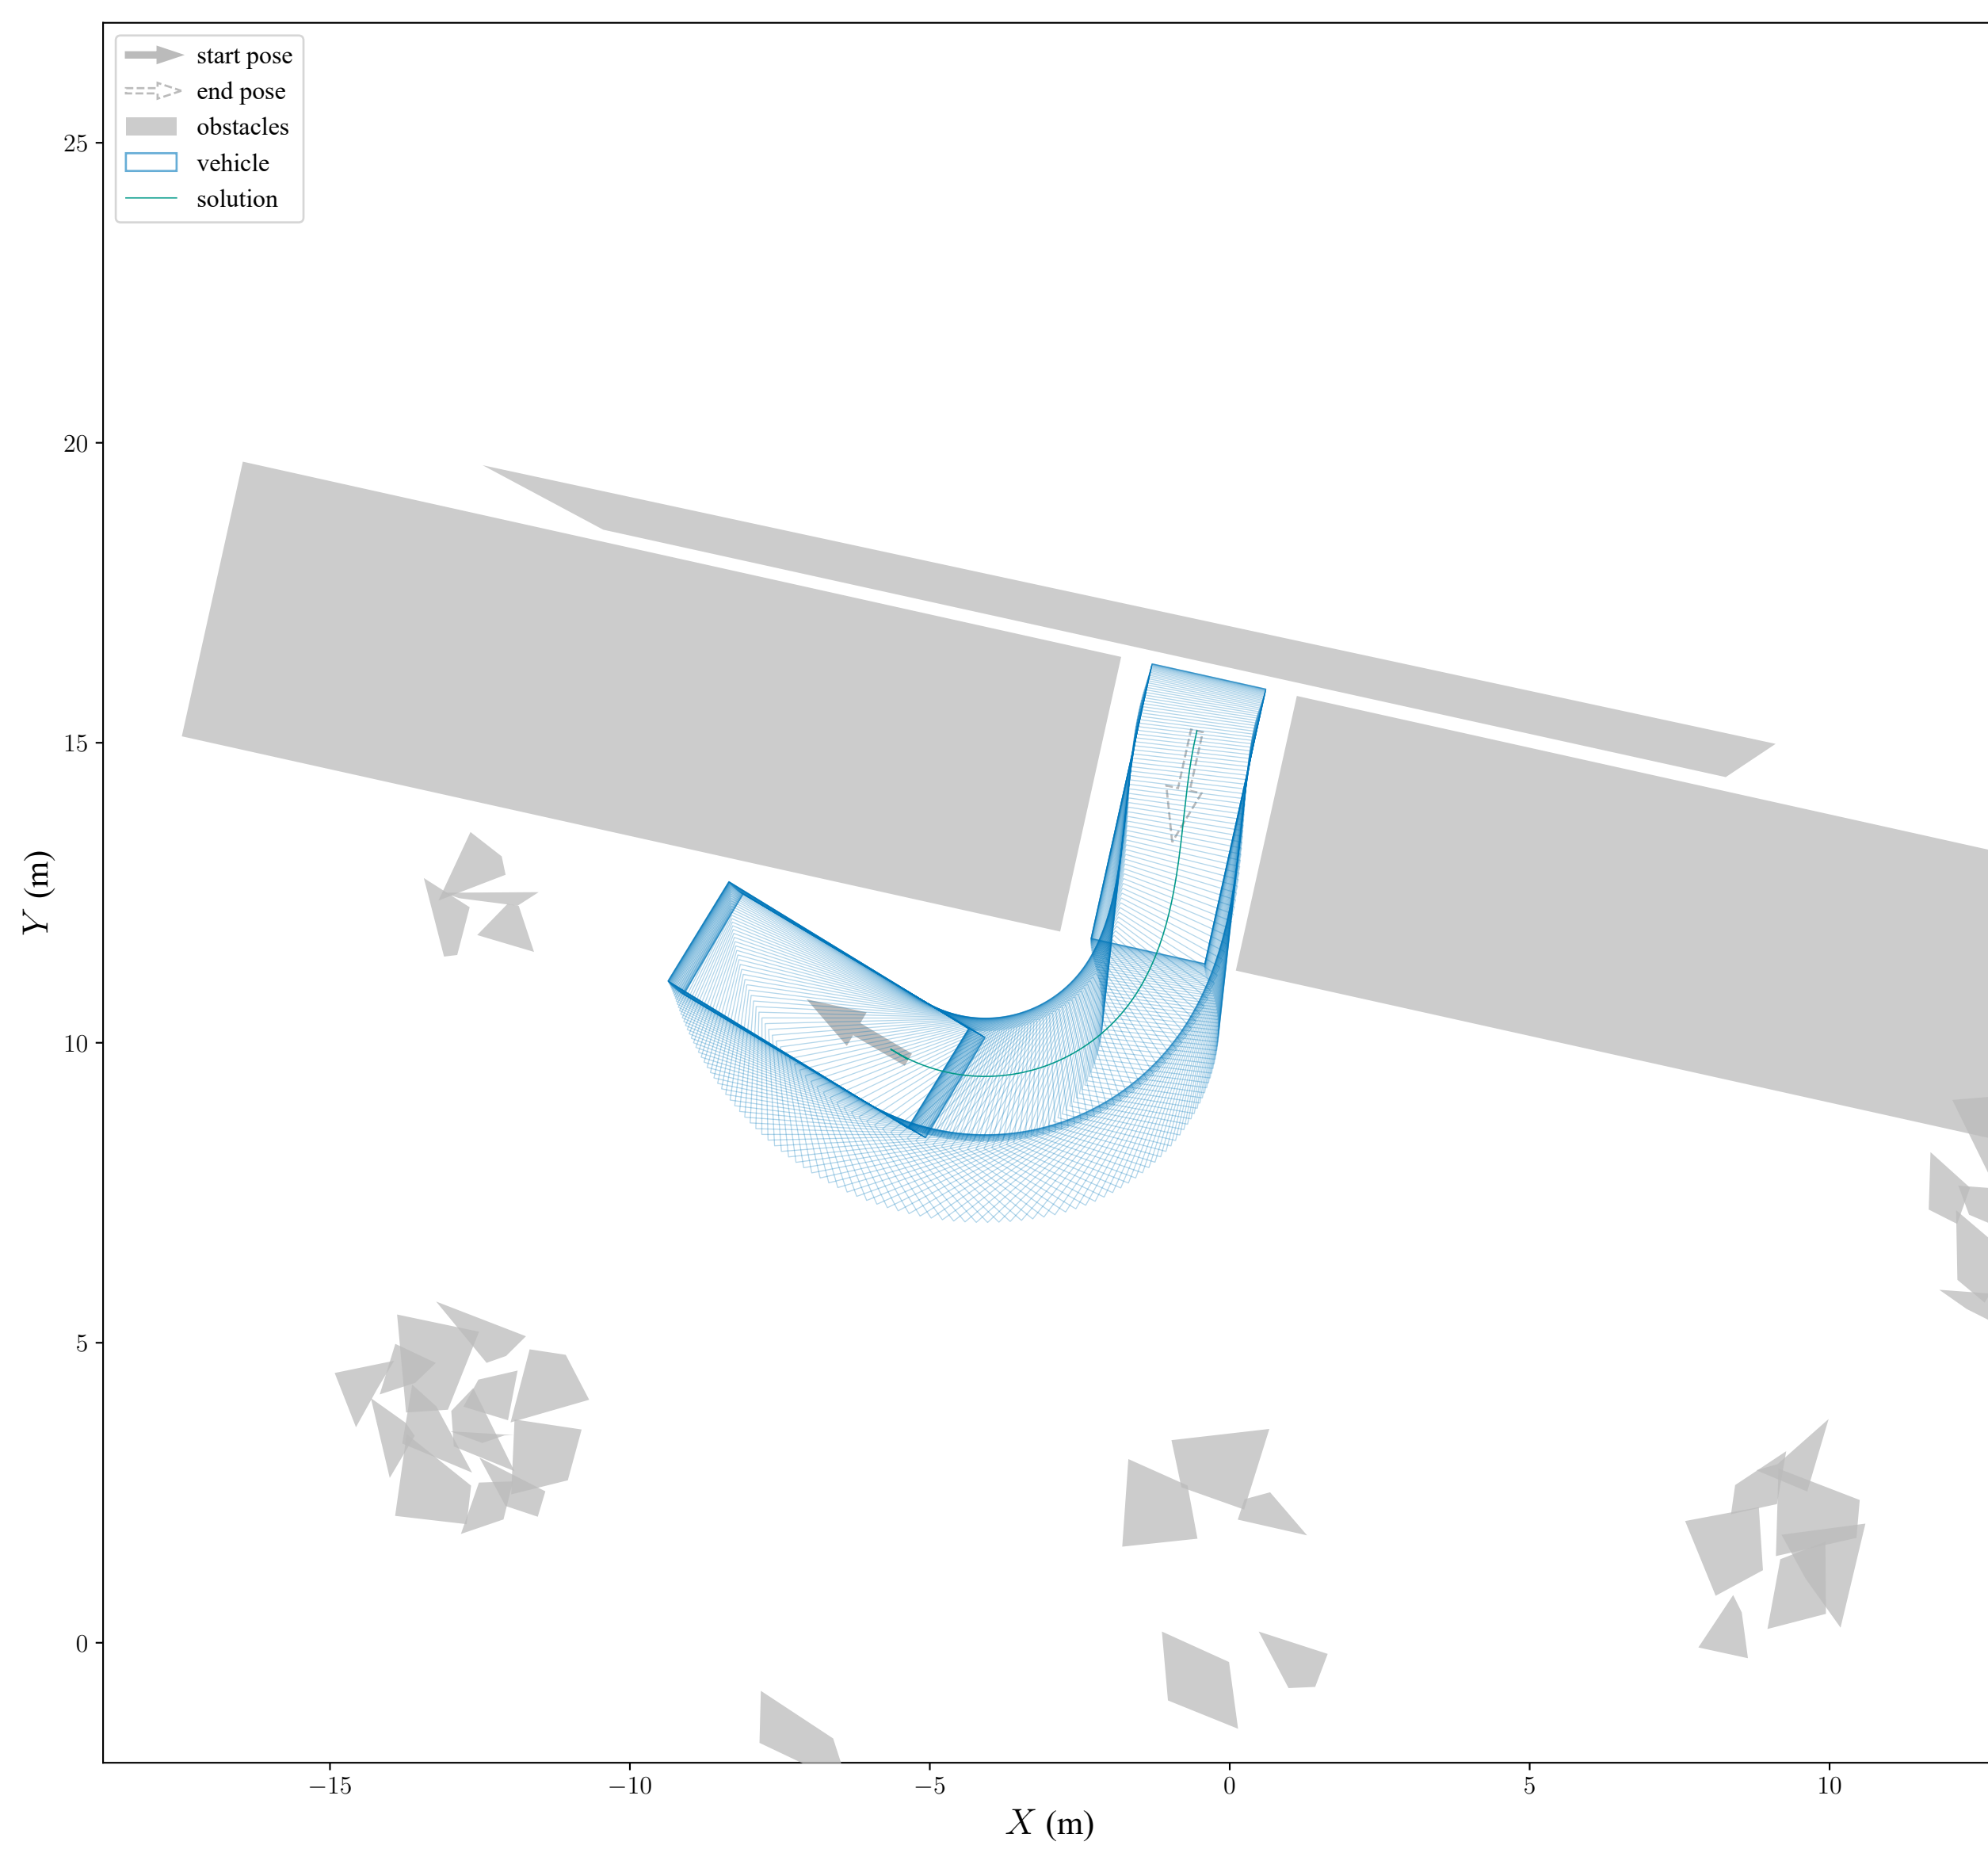 start pose
end pose
obstacles
vehicle
solution
25
20
15
10
5
0
Y (m)
−15 −10 −5 0 5 10
X (m)